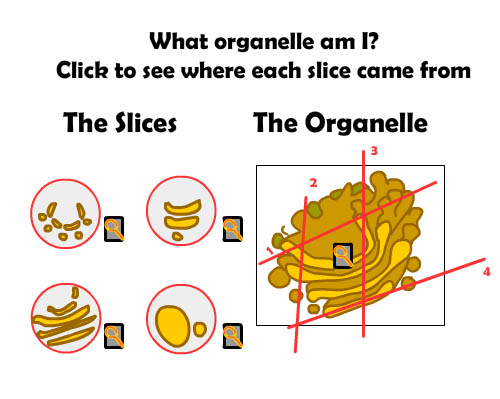 What organelle am I?
Click to see where each slice came from
The Slices
The Organelle
3
2
1
4